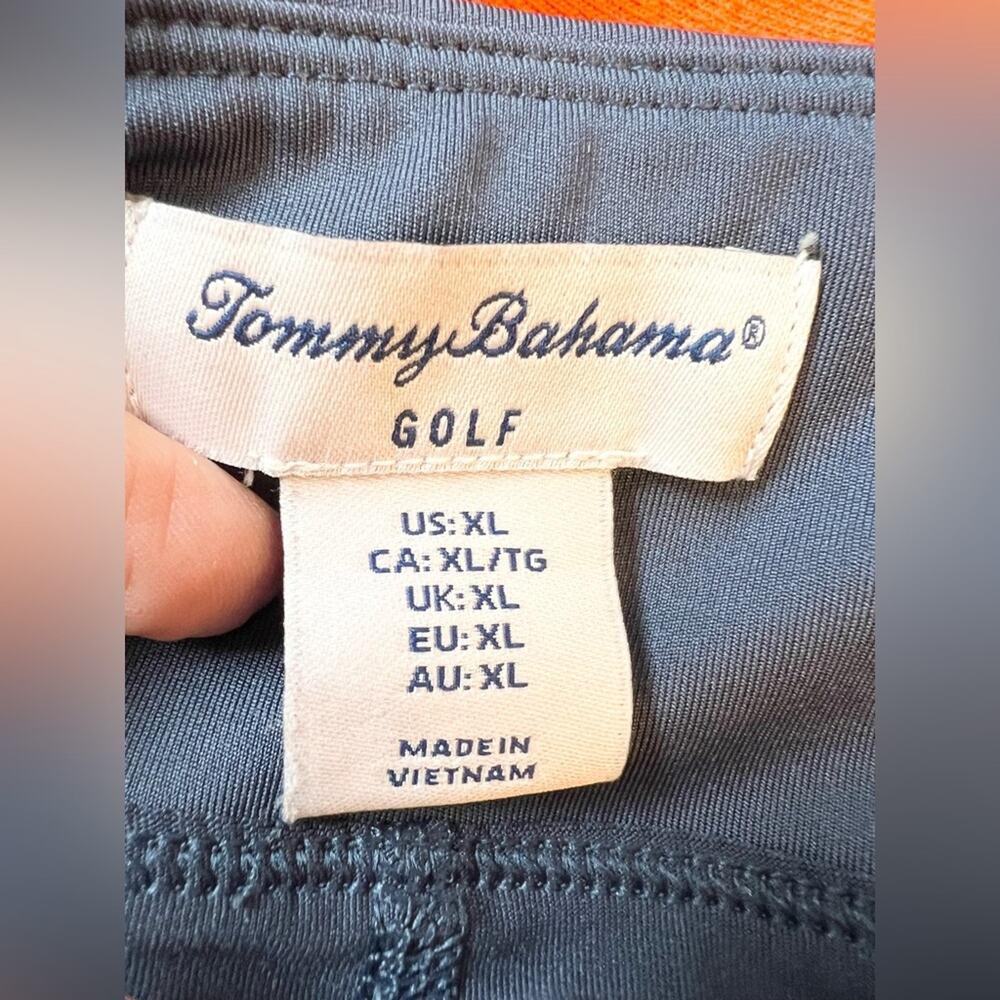 Tommy Bahama®
GOLF
US: XL
CA: XL/TG
UK: XL
EU: XL
AU: XL
MADE IN
VIETNAM